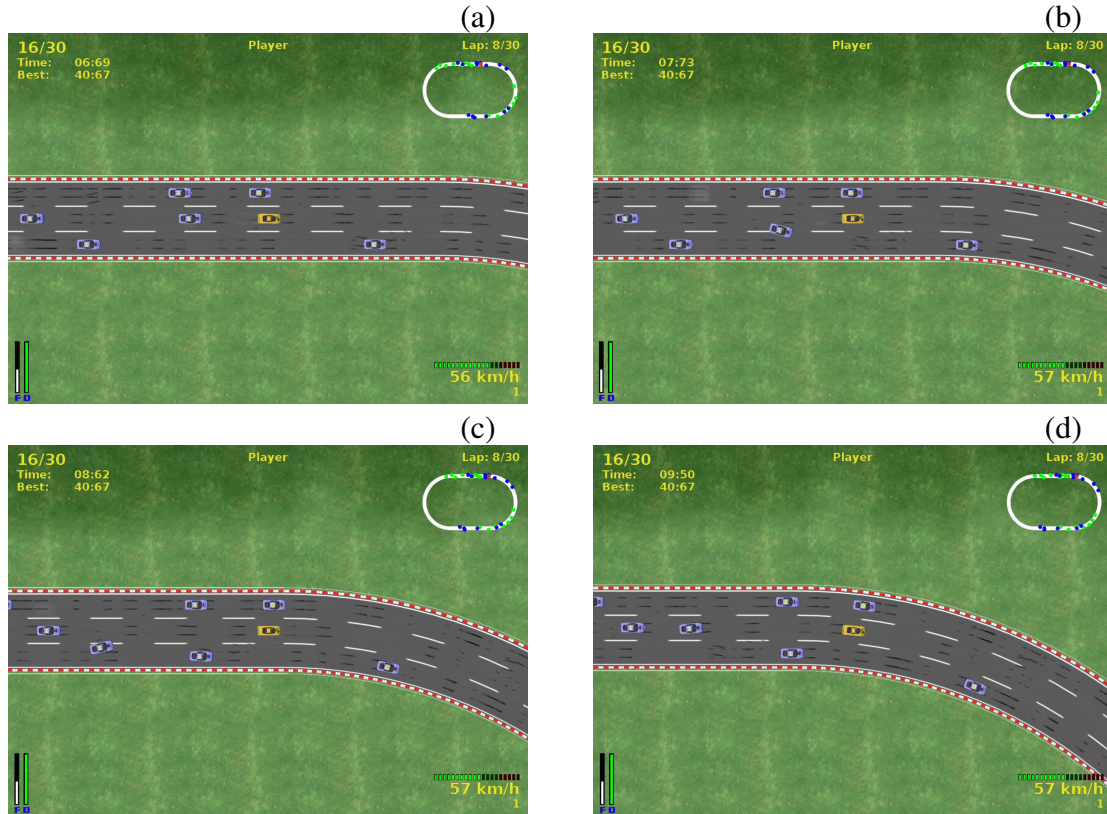 (a)
16/30 Player Lap: 8/30
Time: 06:69
Best: 40:67
56 km/h
1
F D
(b)
16/30 Player Lap: 8/30
Time: 07:73
Best: 40:67
57 km/h
1
F D
(c)
16/30 Player Lap: 8/30
Time: 08:62
Best: 40:67
57 km/h
1
F D
(d)
16/30 Player Lap: 8/30
Time: 09:50
Best: 40:67
57 km/h
1
F D